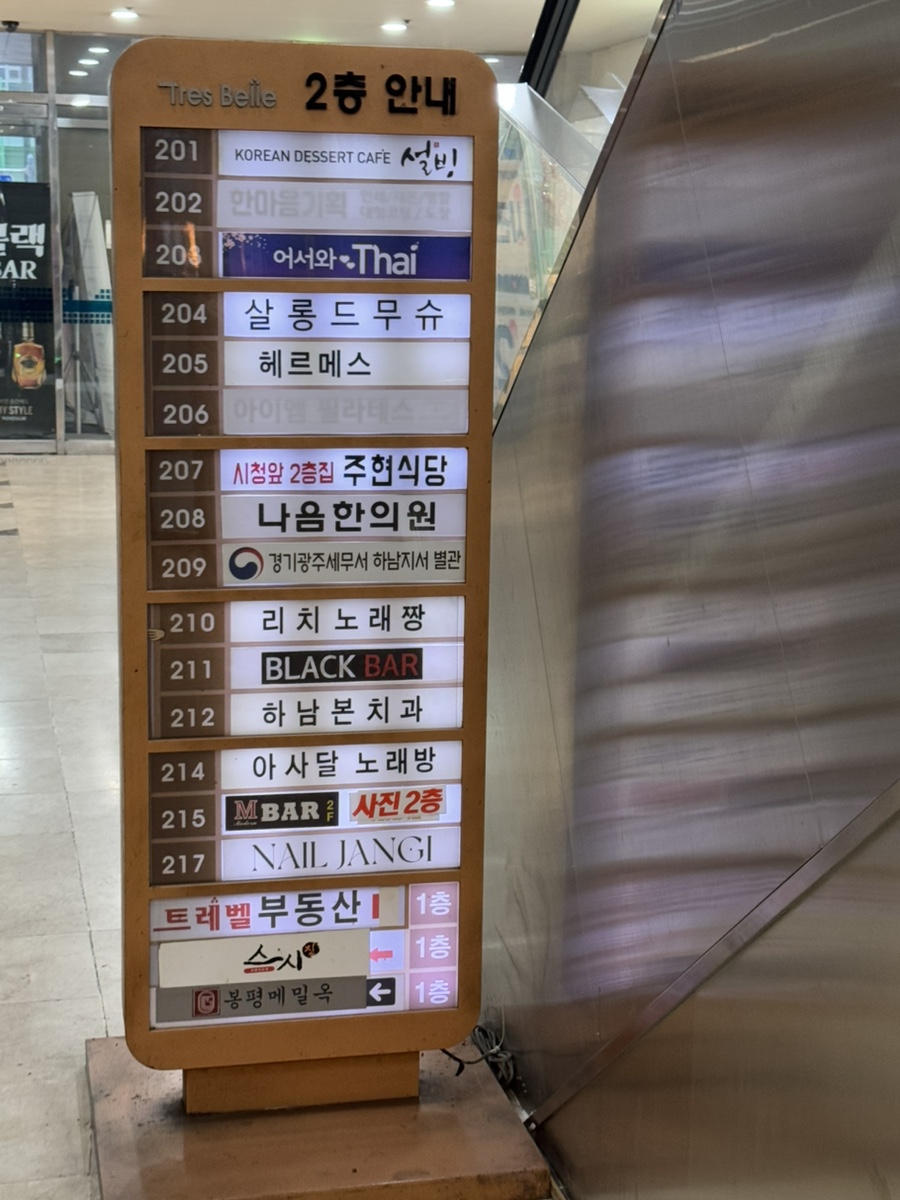 Tres Belle 2층 안내
201 KOREAN DESSERT CAFE 설빙
202 한마음기획
203 어서와 Thai
204 살롱드무슈
205 헤르메스
206 아이엠 필라테스
207 시청앞 2층집 주현식당
208 나음한의원
209 경기광주세무서 하남지서 별관
210 리치노래짱
211 BLACK BAR
212 하남본치과
214 아사달 노래방
215 M BAR 2F 사진2층
217 NAIL JANGI
트레벨 부동산 1층
스시 1층
봉평메밀옥 1층
BAR